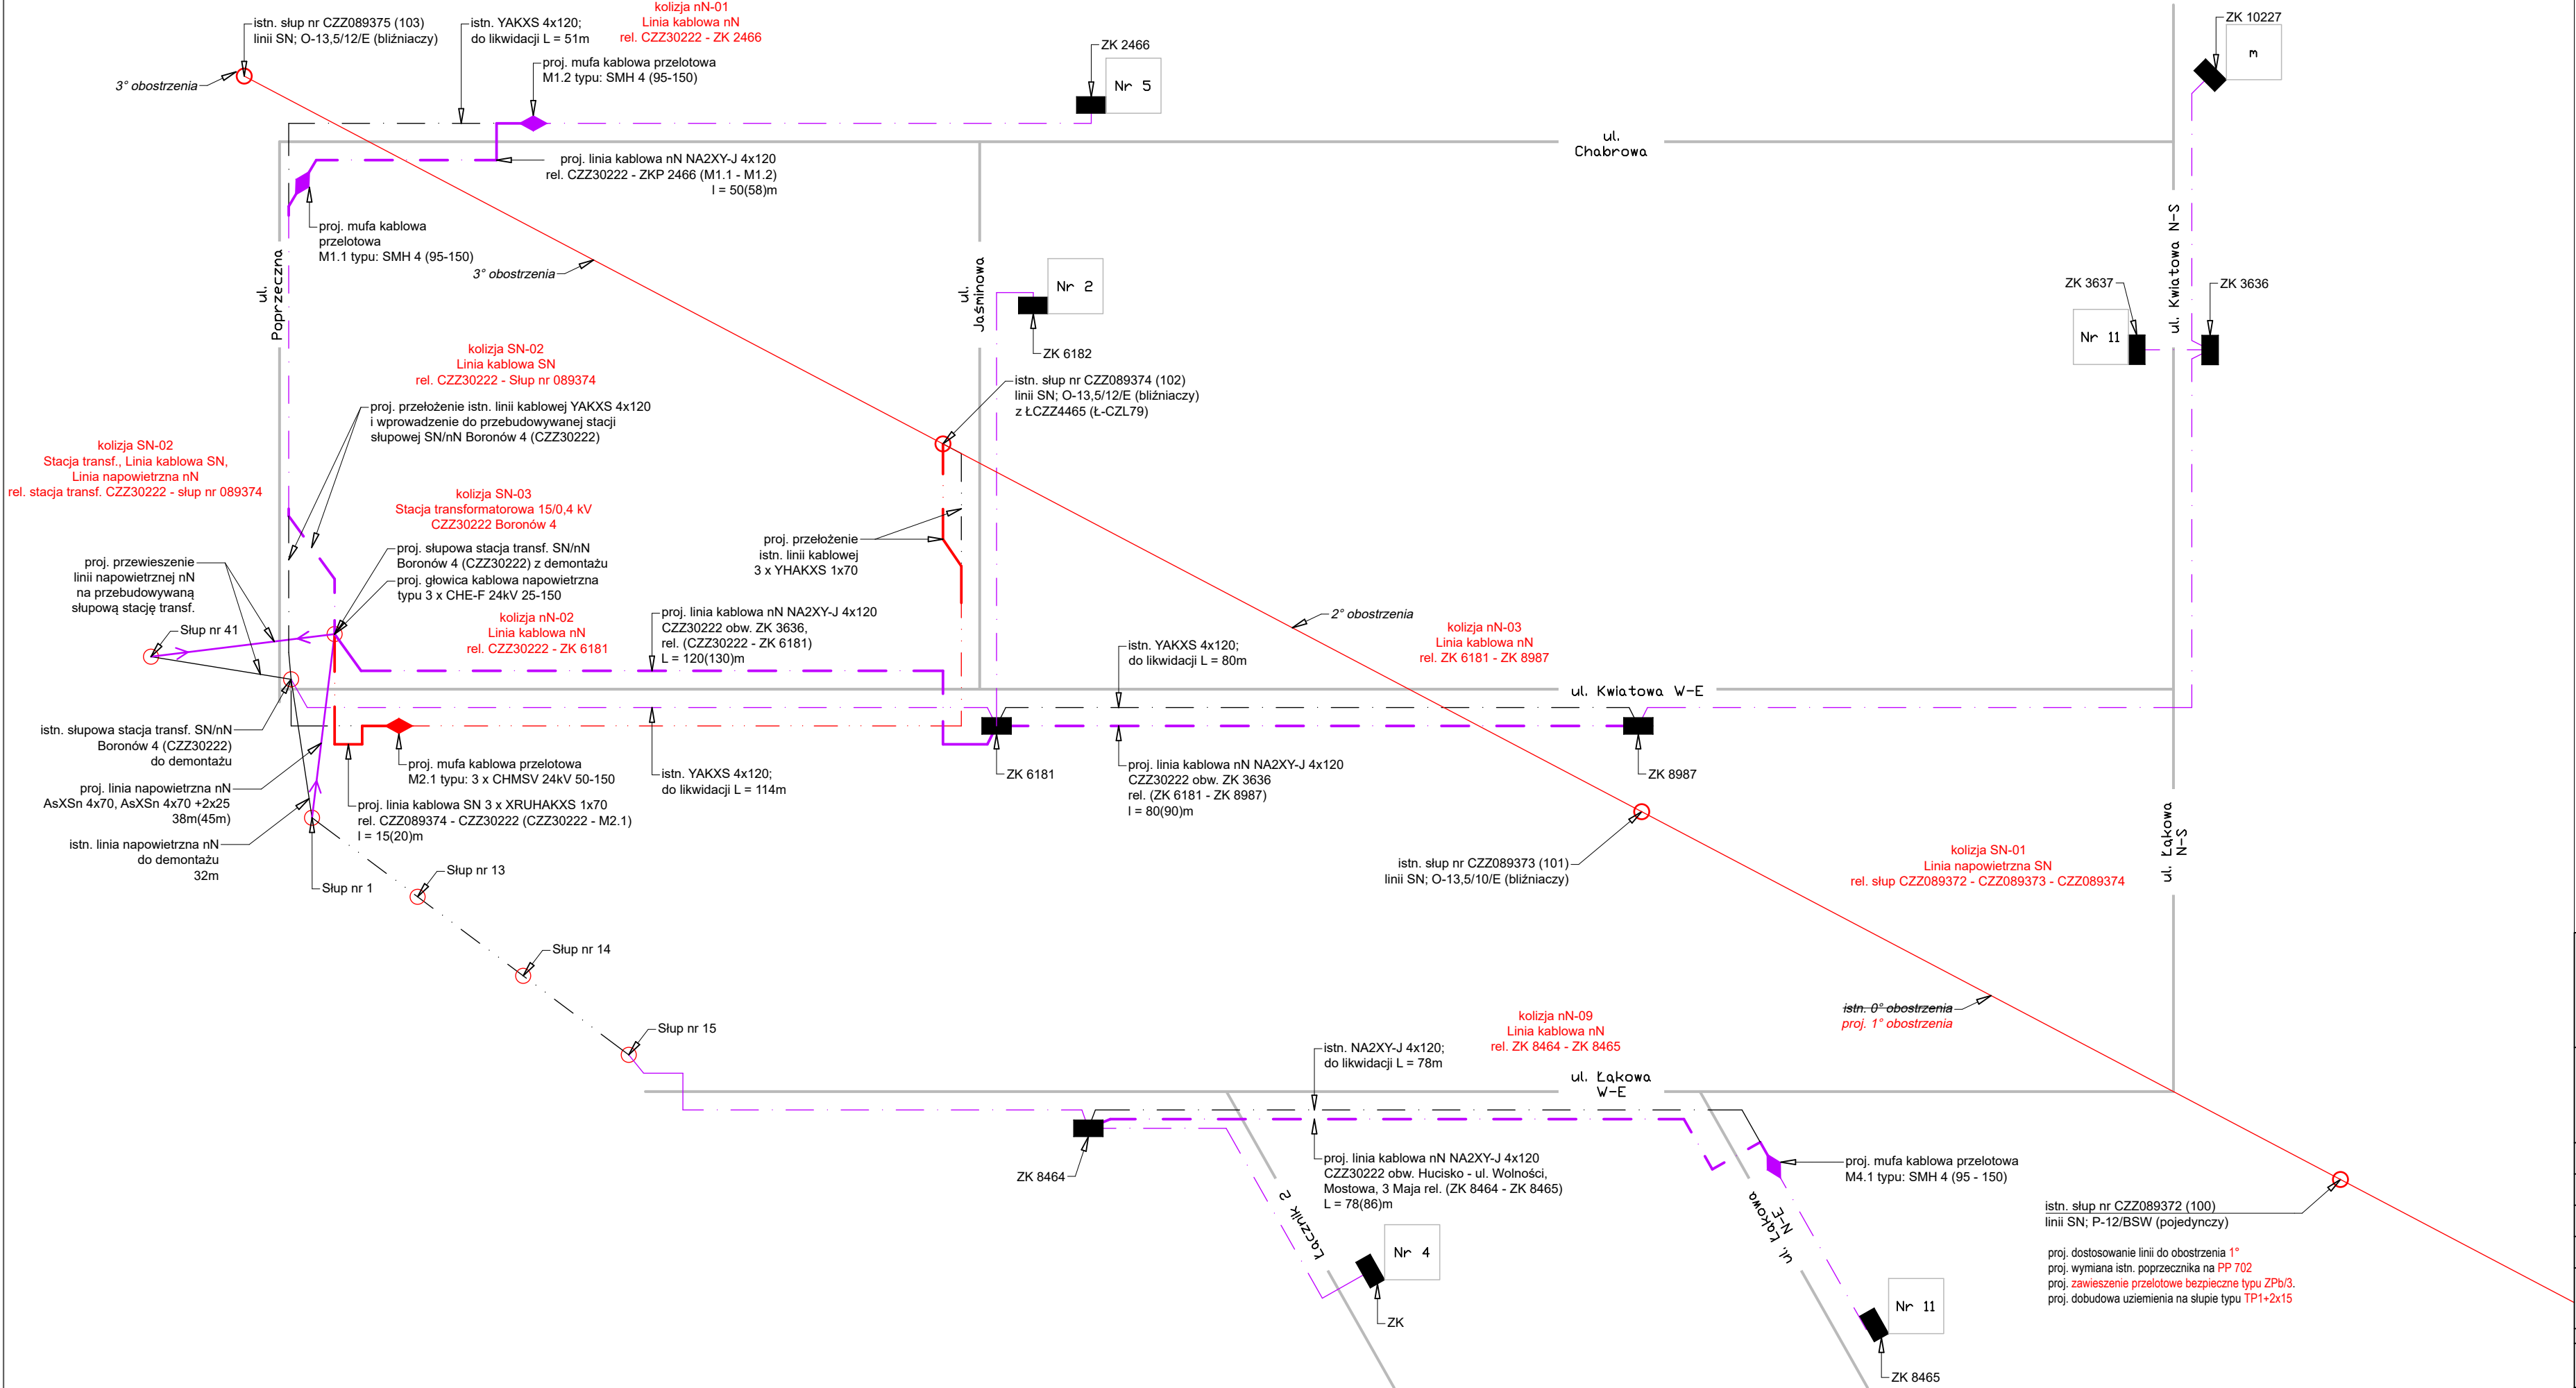 istn. słup nr CZZ089375 (103)
linii SN; O-13,5/12/E (bliźniaczy)
3° obostrzenia
istn. YAKXS 4x120;
do likwidacji L = 51m
kolizja nN-01
Linia kablowa nN
rel. CZZ30222 - ZK 2466
proj. mufa kablowa przelotowa
M1.2 typu: SMH 4 (95-150)
ZK 2466
Nr 5
ZK 10227
m
ul.
Chabrowa
proj. linia kablowa nN NA2XY-J 4x120
rel. CZZ30222 - ZKP 2466 (M1.1 - M1.2)
l = 50(58)m
proj. mufa kablowa
przelotowa
M1.1 typu: SMH 4 (95-150)
3° obostrzenia
ul.
Poprzeczna
ul.
Jaśminowa
Nr 2
ZK 6182
ul. Kwiatowa N-S
ZK 3637
Nr 11
ZK 3636
kolizja SN-02
Linia kablowa SN
rel. CZZ30222 - Słup nr 089374
istn. słup nr CZZ089374 (102)
linii SN; O-13,5/12/E (bliźniaczy)
z ŁCZZ4465 (Ł-CZL79)
proj. przełożenie istn. linii kablowej YAKXS 4x120
i wprowadzenie do przebudowywanej stacji
słupowej SN/nN Boronów 4 (CZZ30222)
kolizja SN-02
Stacja transf., Linia kablowa SN,
Linia napowietrzna nN
rel. stacja transf. CZZ30222 - słup nr 089374
kolizja SN-03
Stacja transformatorowa 15/0,4 kV
CZZ30222 Boronów 4
proj. słupowa stacja transf. SN/nN
Boronów 4 (CZZ30222) z demontażu
proj. głowica kablowa napowietrzna
typu 3 x CHE-F 24kV 25-150
proj. przełożenie
istn. linii kablowej
3 x YHAKXS 1x70
proj. przewieszenie
linii napowietrznej nN
na przebudowywaną
słupową stację transf.
Słup nr 41
kolizja nN-02
Linia kablowa nN
rel. CZZ30222 - ZK 6181
proj. linia kablowa nN NA2XY-J 4x120
CZZ30222 obw. ZK 3636,
rel. (CZZ30222 - ZK 6181)
L = 120(130)m
2° obostrzenia
kolizja nN-03
Linia kablowa nN
rel. ZK 6181 - ZK 8987
istn. YAKXS 4x120;
do likwidacji L = 80m
ul. Kwiatowa W-E
istn. słupowa stacja transf. SN/nN
Boronów 4 (CZZ30222)
do demontażu
proj. mufa kablowa przelotowa
M2.1 typu: 3 x CHMSV 24kV 50-150
istn. YAKXS 4x120;
do likwidacji L = 114m
ZK 6181
proj. linia kablowa nN NA2XY-J 4x120
CZZ30222 obw. ZK 3636
rel. (ZK 6181 - ZK 8987)
l = 80(90)m
ZK 8987
proj. linia napowietrzna nN
AsXSn 4x70, AsXSn 4x70 +2x25
38m(45m)
proj. linia kablowa SN 3 x XRUHAKXS 1x70
rel. CZZ089374 - CZZ30222 (CZZ30222 - M2.1)
l = 15(20)m
istn. linia napowietrzna nN
do demontażu
32m
Słup nr 1
Słup nr 13
Słup nr 14
Słup nr 15
istn. słup nr CZZ089373 (101)
linii SN; O-13,5/10/E (bliźniaczy)
kolizja SN-01
Linia napowietrzna SN
rel. słup CZZ089372 - CZZ089373 - CZZ089374
ul. Łąkowa
N-S
istn. 0° obostrzenia
proj. 1° obostrzenia
kolizja nN-09
Linia kablowa nN
rel. ZK 8464 - ZK 8465
istn. NA2XY-J 4x120;
do likwidacji L = 78m
ul. Łąkowa
W-E
ZK 8464
proj. linia kablowa nN NA2XY-J 4x120
CZZ30222 obw. Hucisko - ul. Wolności,
Mostowa, 3 Maja rel. (ZK 8464 - ZK 8465)
L = 78(86)m
proj. mufa kablowa przelotowa
M4.1 typu: SMH 4 (95 - 150)
Łącznik 2
ul. Łąkowa
N-E
Nr 4
ZK
Nr 11
ZK 8465
istn. słup nr CZZ089372 (100)
linii SN; P-12/BSW (pojedynczy)
proj. dostosowanie linii do obostrzenia 1°
proj. wymiana istn. poprzecznika na PP 702
proj. zawieszenie przelotowe bezpieczne typu ZPb/3.
proj. dobudowa uziemienia na słupie typu TP1+2x15